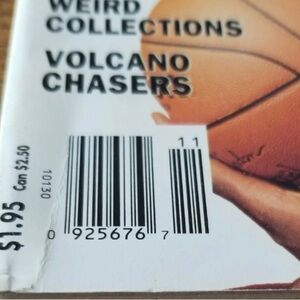 WEIRD
COLLECTIONS
VOLCANO
CHASERS
$1.95 Can $2.50
10130
11
0 925676 7